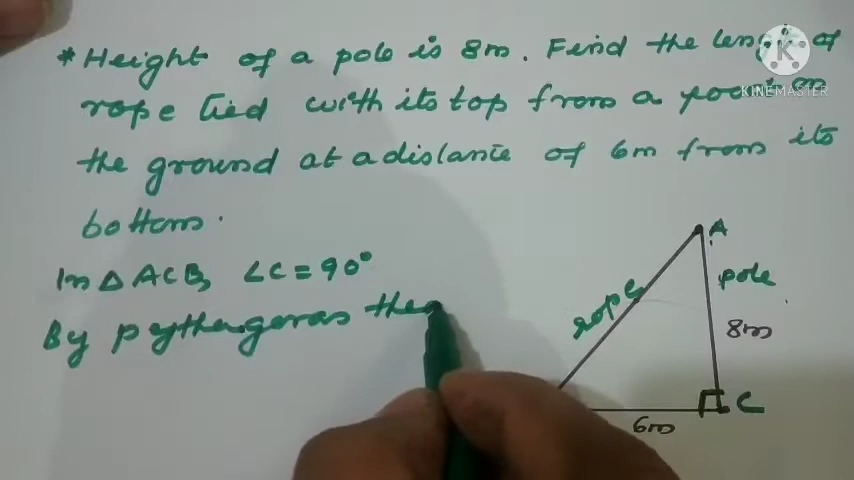 * Height of a pole is 8m. Find the length of
rope tied with its top from a point on
the ground at a distance of 6m from its
bottom.
In △ ACB, ∠C = 90°
By pythagoras the
A
pole
rope
8m
C
6m
K
KINEMASTER